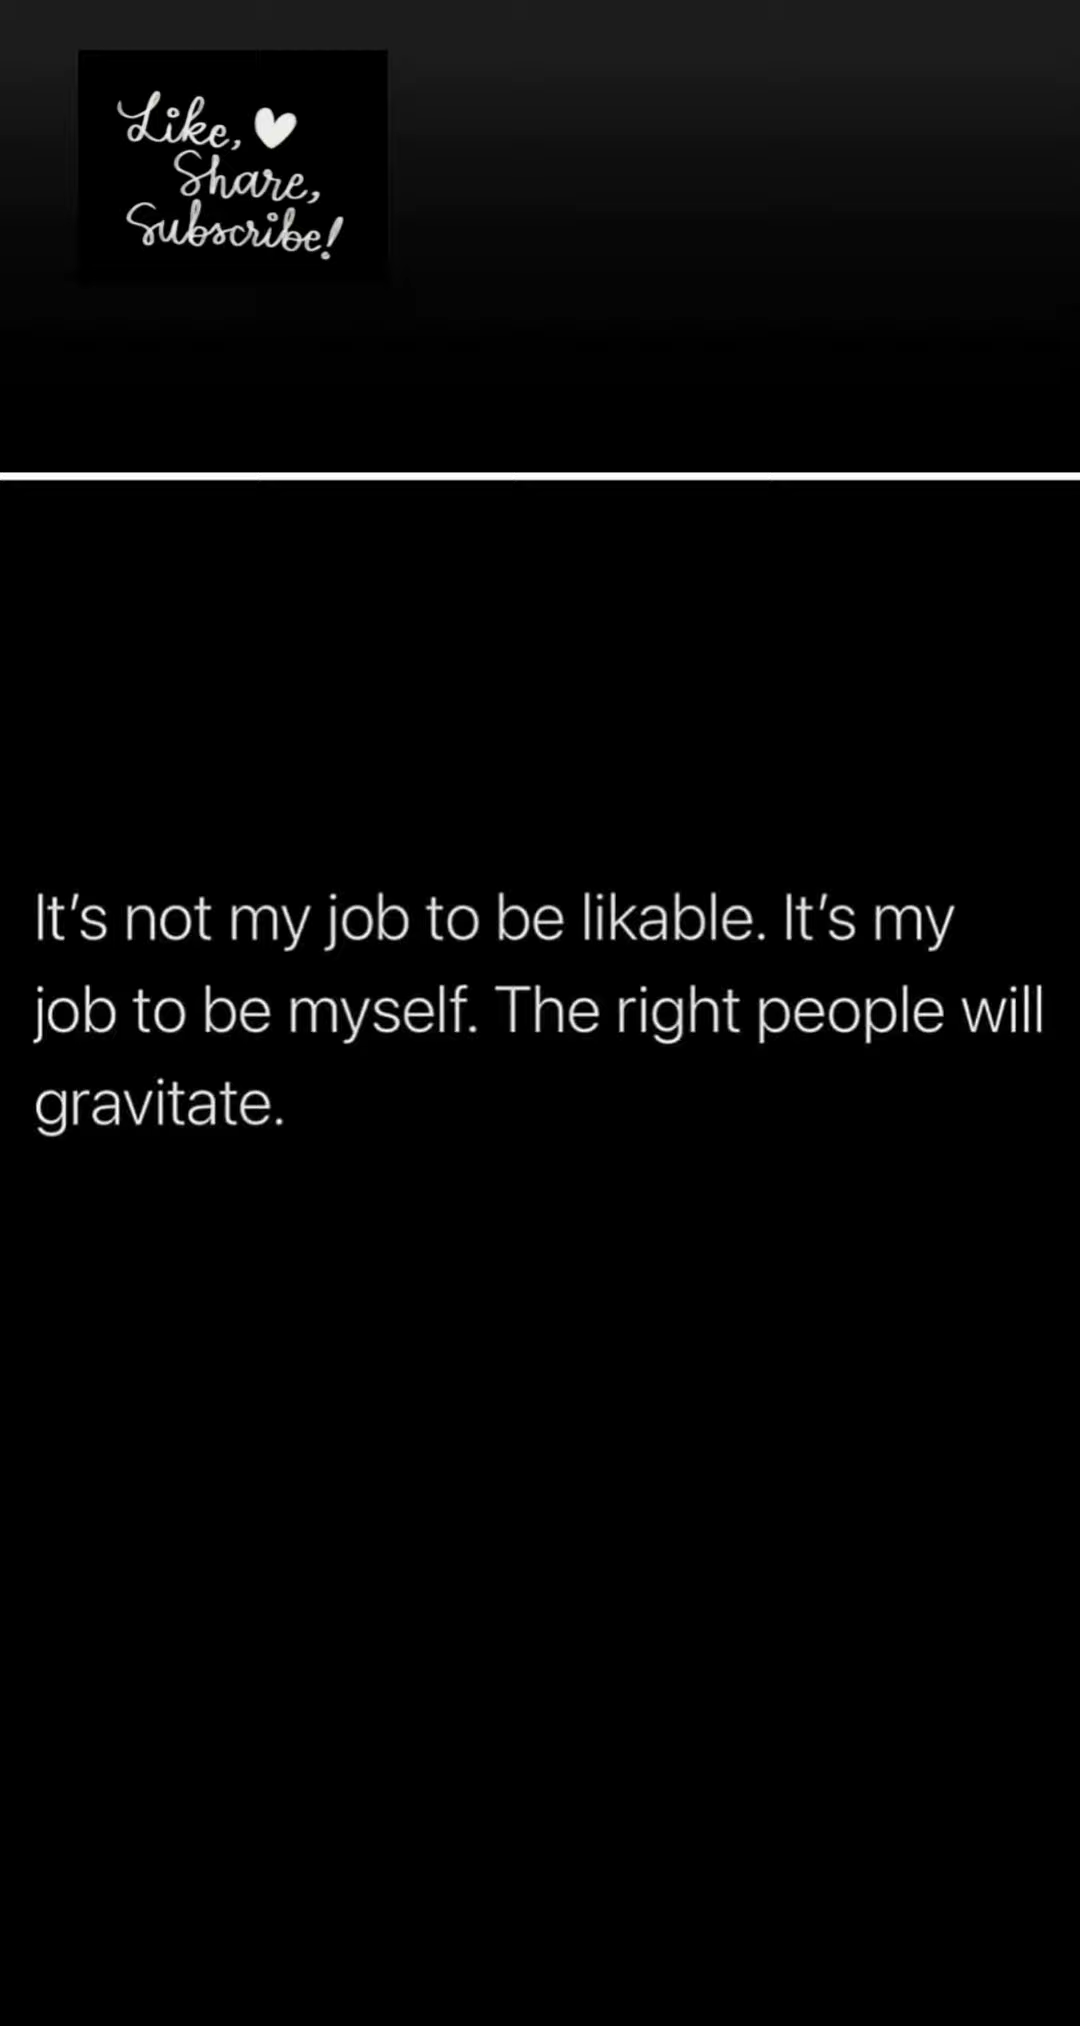 Like,
Share,
Subscribe!
It's not my job to be likable. It's my
job to be myself. The right people will
gravitate.